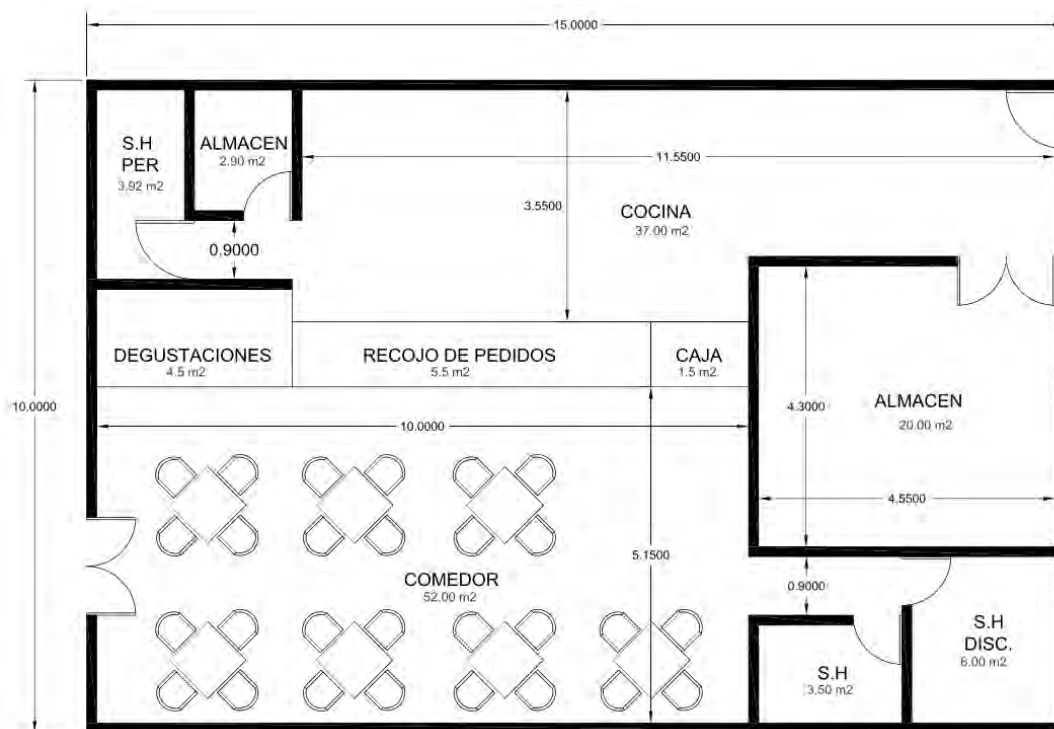 15.0000
S.H
PER
3.92 m2
ALMACEN
2.90 m2
11.5500
3.5500
COCINA
37.00 m2
0.9000
DEGUSTACIONES
4.5 m2
RECOJO DE PEDIDOS
5.5 m2
CAJA
1.5 m2
10.0000
10.0000
4.3000
ALMACEN
20.00 m2
4.5500
5.1500
COMEDOR
52.00 m2
0.9000
S.H
DISC.
6.00 m2
S.H
3.50 m2